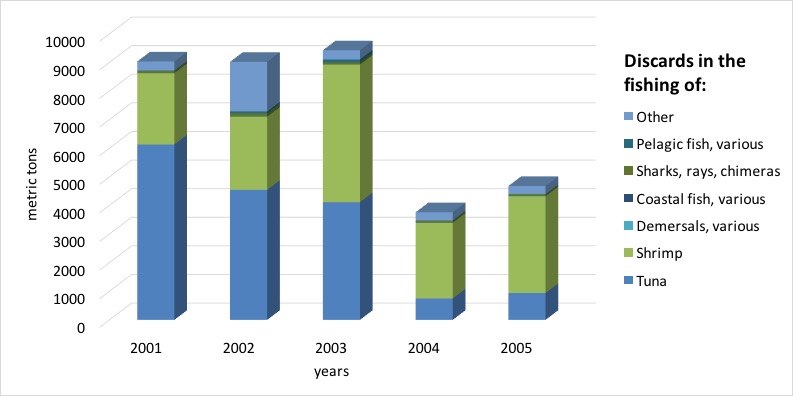 10000
9000
8000
7000
6000
5000
4000
3000
2000
1000
0
metric tons
2001 2002 2003 2004 2005
years
Discards in the
fishing of:
Other
Pelagic fish, various
Sharks, rays, chimeras
Coastal fish, various
Demersals, various
Shrimp
Tuna